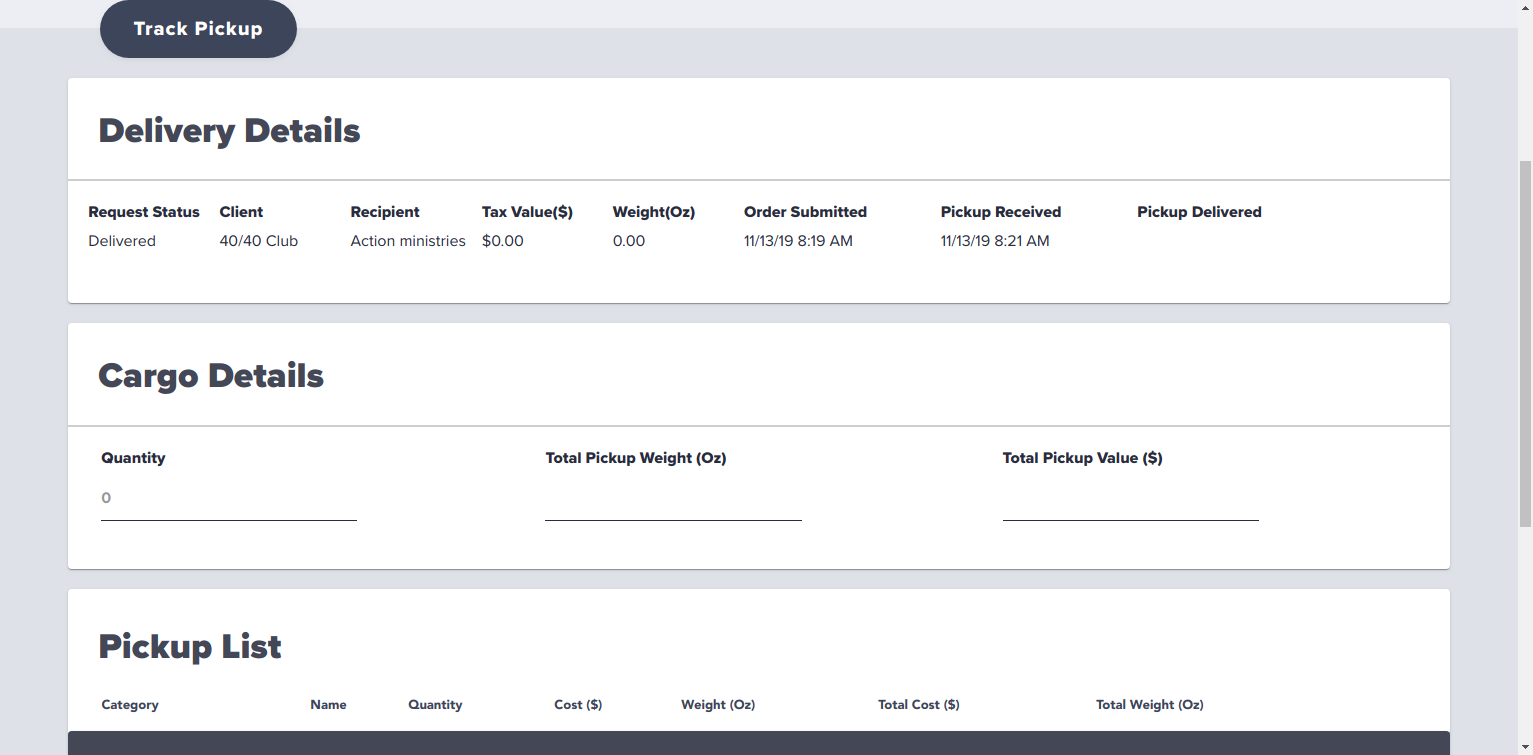 Track Pickup
Delivery Details
Request Status Client Recipient Tax Value($) Weight(Oz) Order Submitted Pickup Received Pickup Delivered
Delivered 40/40 Club Action ministries $0.00 0.00 11/13/19 8:19 AM 11/13/19 8:21 AM
Cargo Details
Quantity Total Pickup Weight (Oz) Total Pickup Value ($)
0
Pickup List
Category Name Quantity Cost ($) Weight (Oz) Total Cost ($) Total Weight (Oz)